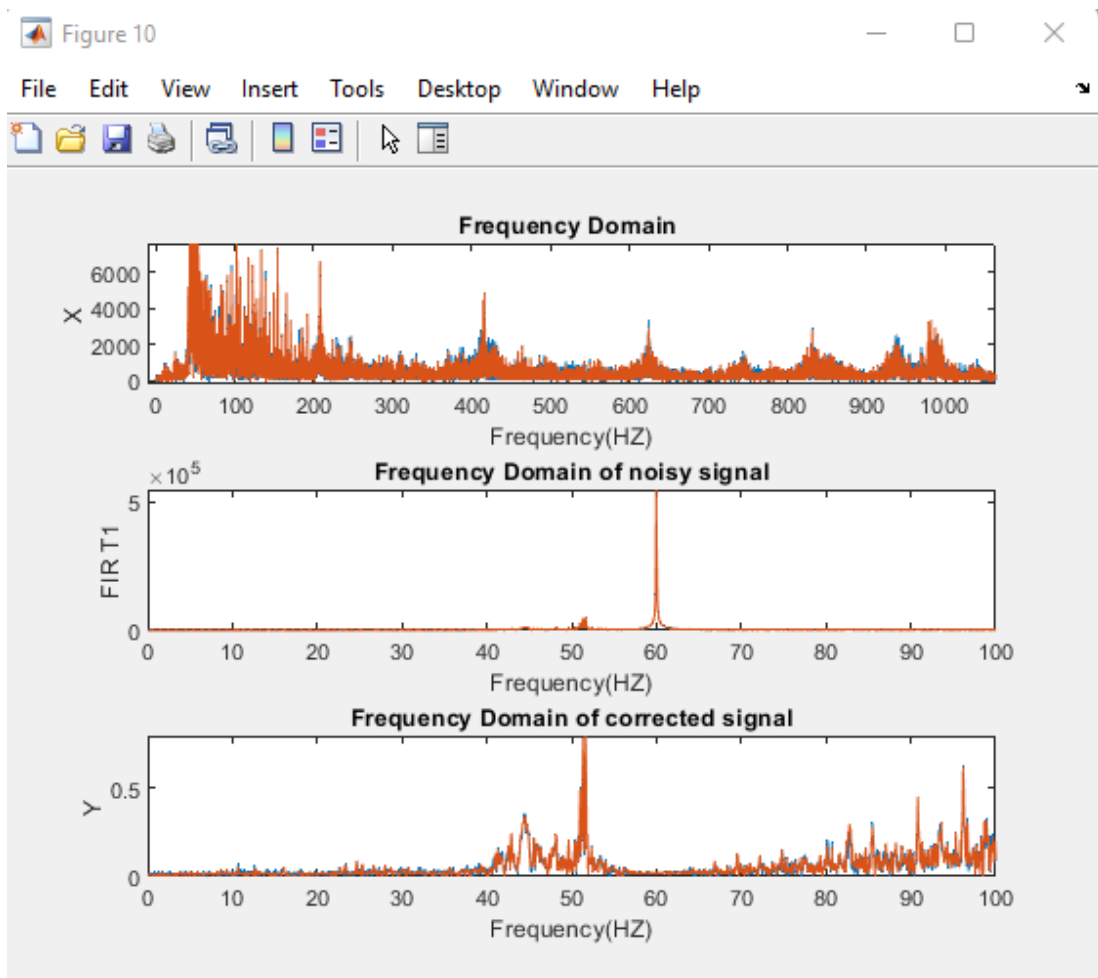 Figure 10
File Edit View Insert Tools Desktop Window Help
Frequency Domain
X
6000
4000
2000
0
0 100 200 300 400 500 600 700 800 900 1000
Frequency(HZ)
×10^5
Frequency Domain of noisy signal
FIR T1
5
0
0 10 20 30 40 50 60 70 80 90 100
Frequency(HZ)
Frequency Domain of corrected signal
Y
0.5
0
0 10 20 30 40 50 60 70 80 90 100
Frequency(HZ)